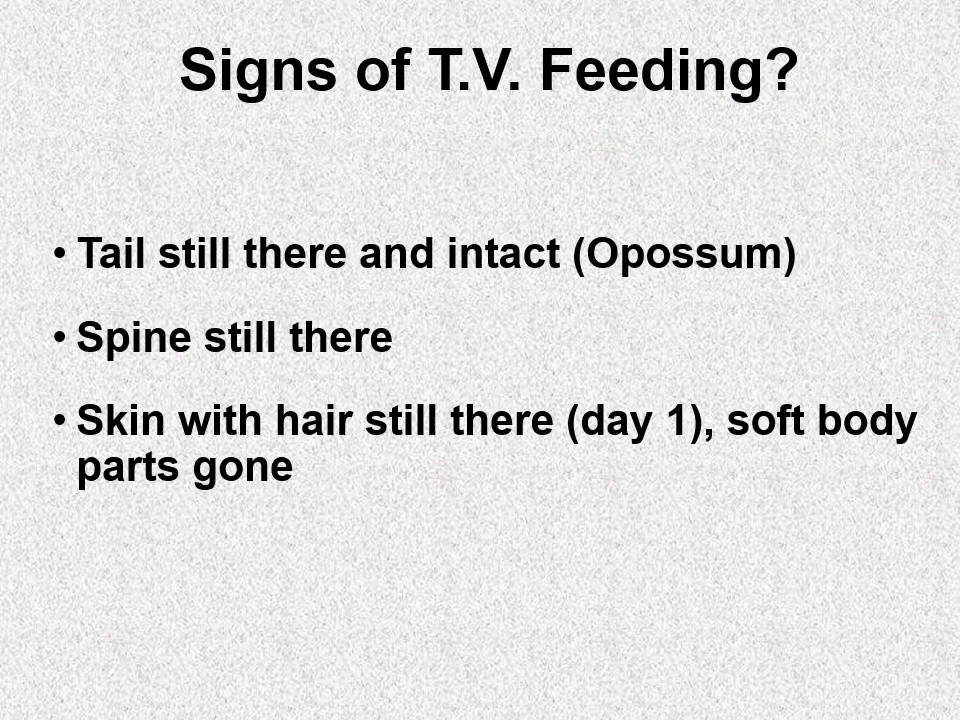 Signs of T.V. Feeding?
• Tail still there and intact (Opossum)
• Spine still there
• Skin with hair still there (day 1), soft body
parts gone